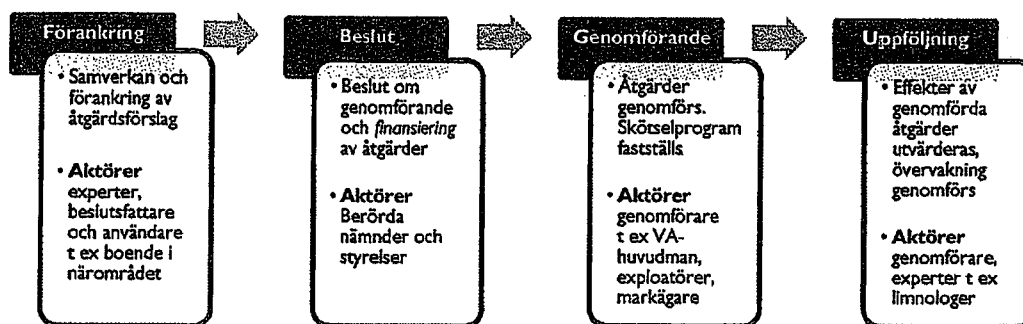 Förankring
• Samverkan och
förankring av
åtgärdsförslag
• Aktörer
experter,
beslutsfattare
och användare
t ex boende i
närområdet
Beslut
• Beslut om
genomförande
och finansiering
av åtgärder
• Aktörer
Berörda
nämnder och
styrelser
Genomförande
• Åtgärder
genomförs.
Skötselprogram
fastställs
• Aktörer
genomförare
t ex VA-
huvudman,
exploatörer,
markägare
Uppföljning
• Effekter av
genomförda
åtgärder
utvärderas,
övervakning
genomförs
• Aktörer
genomförare,
experter t ex
limnologer